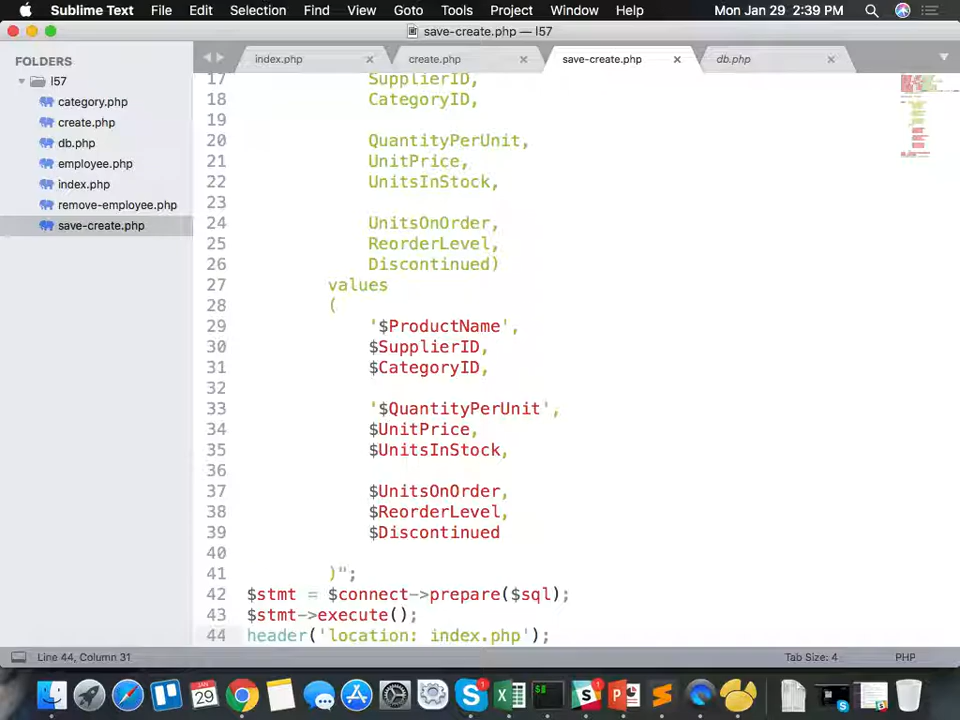 Sublime Text File Edit Selection Find View Goto Tools Project Window Help Mon Jan 29 2:39 PM
save-create.php — l57
FOLDERS
l57
category.php
create.php
db.php
employee.php
index.php
remove-employee.php
save-create.php
index.php × create.php × save-create.php × db.php ×
17 SupplierID,
18 CategoryID,
19
20 QuantityPerUnit,
21 UnitPrice,
22 UnitsInStock,
23
24 UnitsOnOrder,
25 ReorderLevel,
26 Discontinued)
27 values
28 (
29 '$ProductName',
30 $SupplierID,
31 $CategoryID,
32
33 '$QuantityPerUnit',
34 $UnitPrice,
35 $UnitsInStock,
36
37 $UnitsOnOrder,
38 $ReorderLevel,
39 $Discontinued
40
41 )";
42 $stmt = $connect->prepare($sql);
43 $stmt->execute();
44 header('location: index.php');
Line 44, Column 31 Tab Size: 4 PHP